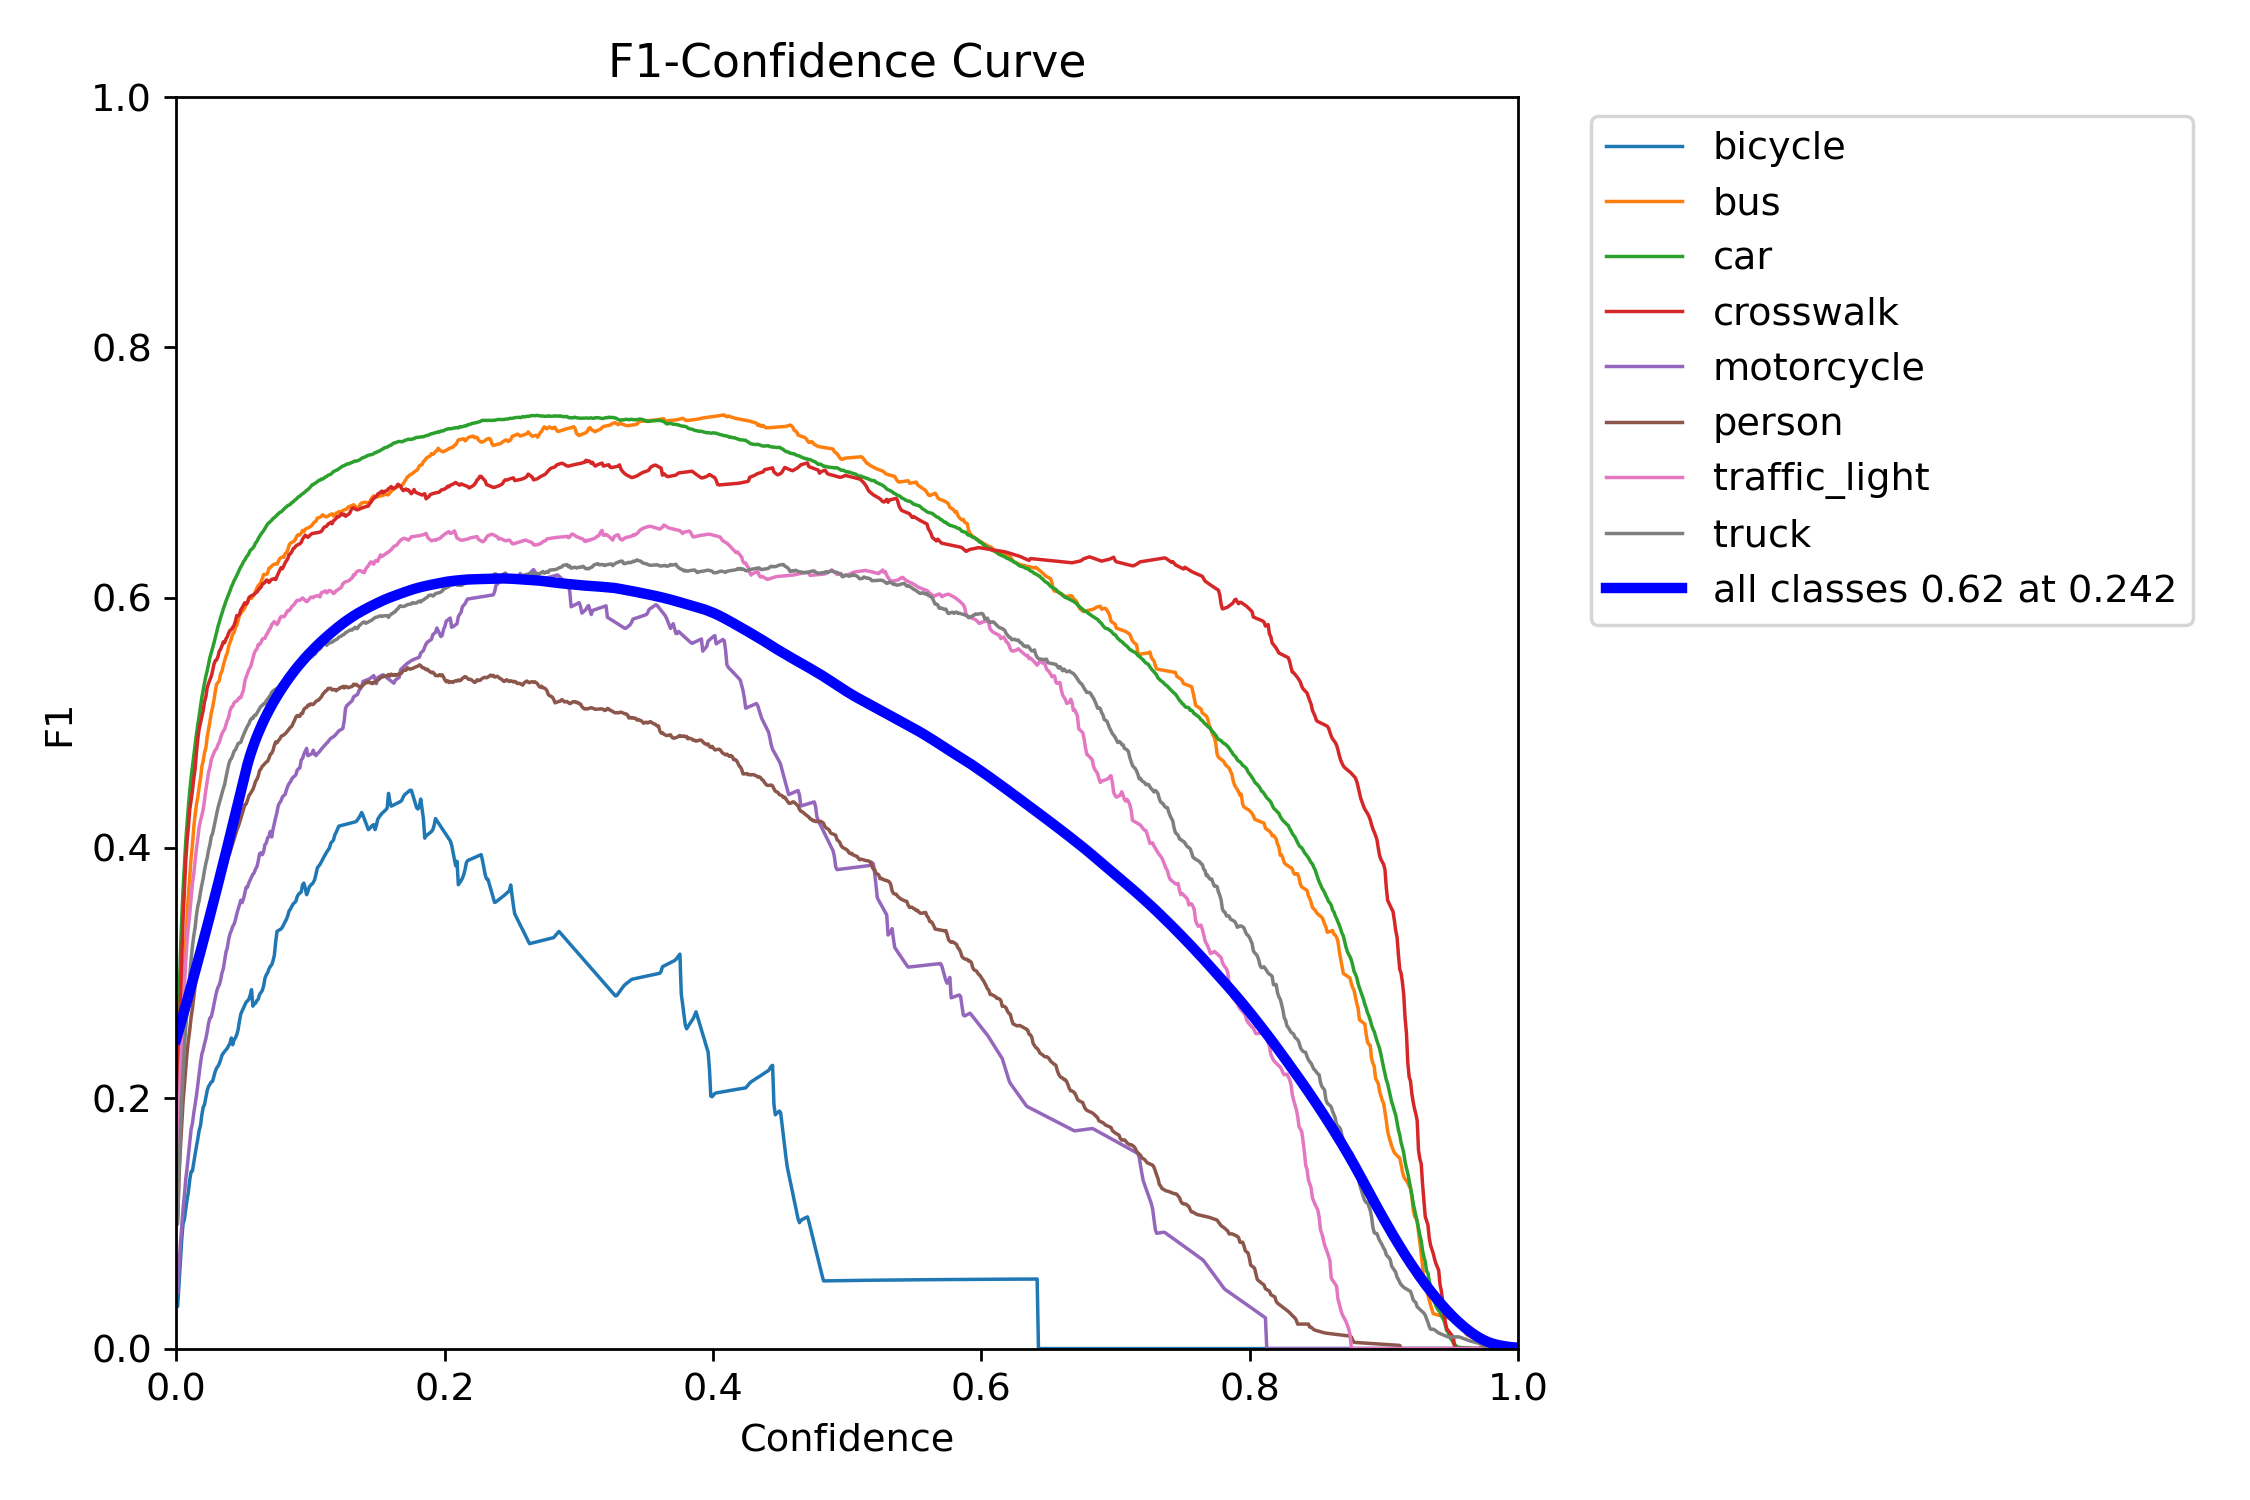 F1-Confidence Curve
1.0
0.8
0.6
0.4
0.2
0.0
F1
0.0 0.2 0.4 0.6 0.8 1.0
Confidence
bicycle
bus
car
crosswalk
motorcycle
person
traffic_light
truck
all classes 0.62 at 0.242